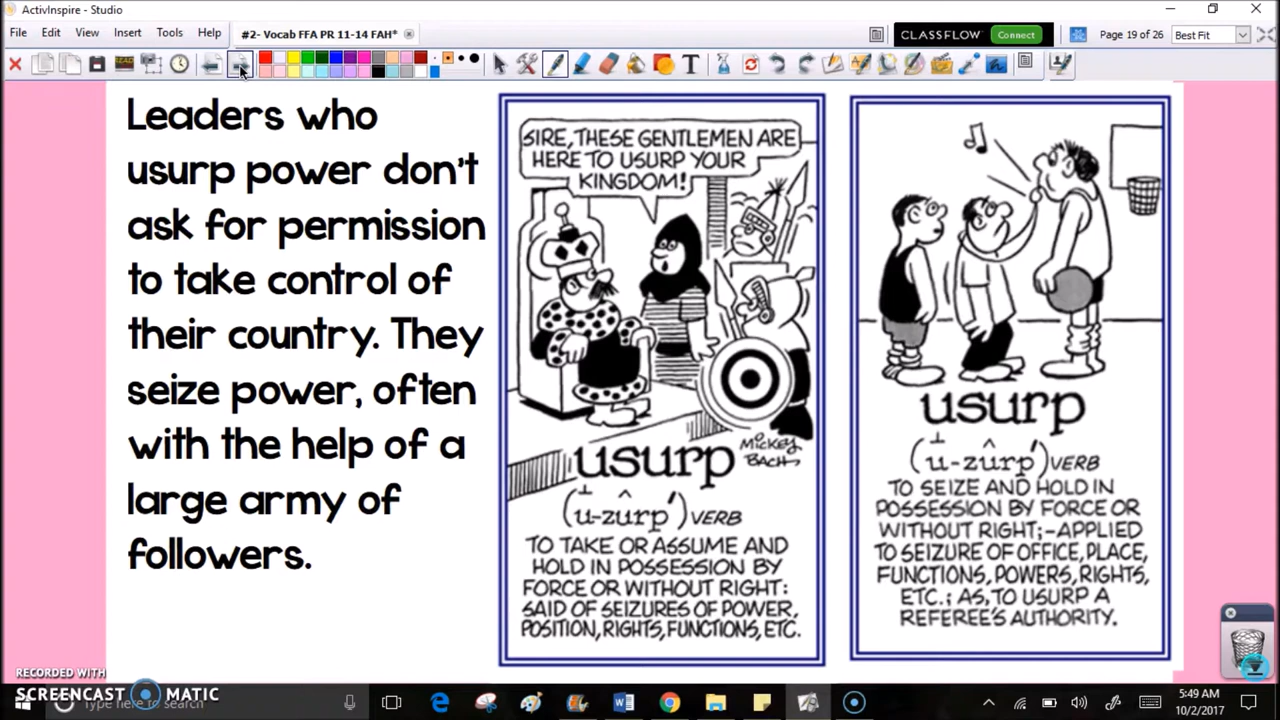 ActivInspire - Studio
File Edit View Insert Tools Help
#2- Vocab FFA PR 11-14 FAH*
CLASSFLOW Connect
Page 19 of 26
Best Fit
Leaders who
usurp power don't
ask for permission
to take control of
their country. They
seize power, often
with the help of a
large army of
followers.
SIRE, THESE GENTLEMEN ARE
HERE TO USURP YOUR
KINGDOM!
MICKEY
BACH
usurp
(ū-zûrp') VERB
TO TAKE OR ASSUME AND
HOLD IN POSSESSION BY
FORCE OR WITHOUT RIGHT:
SAID OF SEIZURES OF POWER,
POSITION, RIGHTS, FUNCTIONS, ETC.
usurp
(ū-zûrp') VERB
TO SEIZE AND HOLD IN
POSSESSION BY FORCE OR
WITHOUT RIGHT;-APPLIED
TO SEIZURE OF OFFICE, PLACE,
FUNCTIONS, POWERS, RIGHTS,
ETC.; AS, TO USURP A
REFEREE'S AUTHORITY.
RECORDED WITH
SCREENCAST MATIC
Type here to search
5:49 AM
10/2/2017